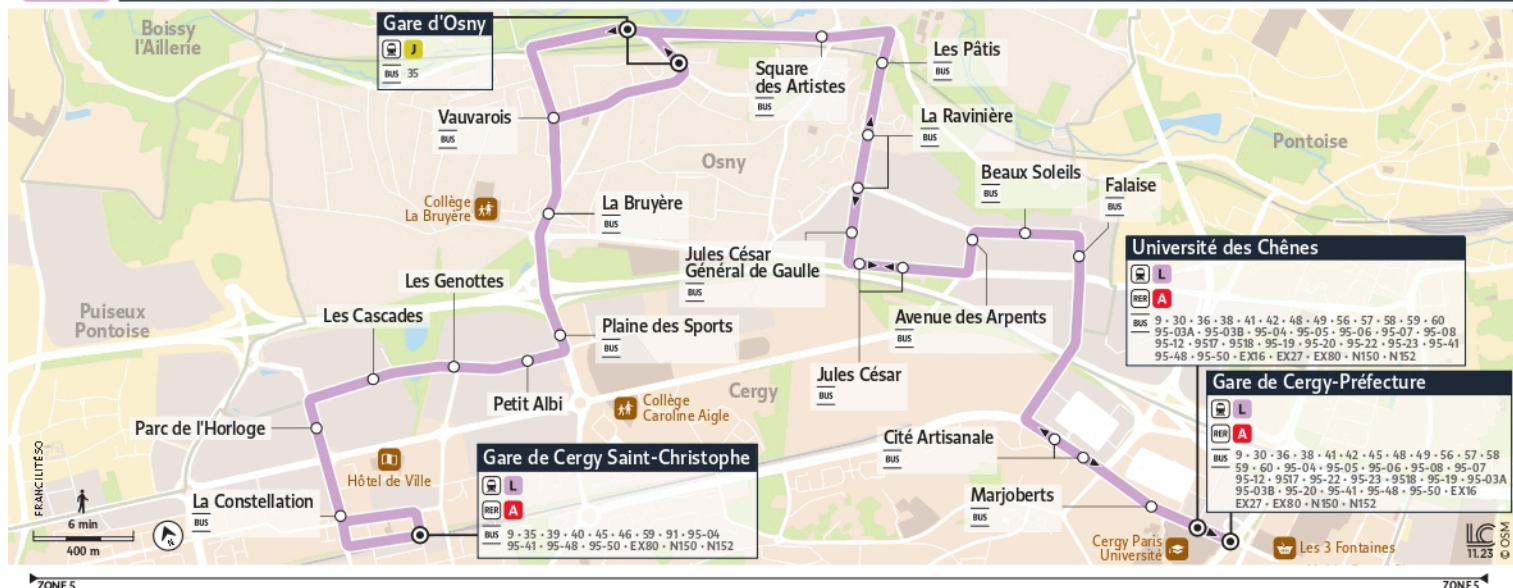 Boissy
l'Aillerie
Gare d'Osny
J
BUS 35
Square
des Artistes
BUS
Les Pâtis
BUS
Vauvarois
BUS
La Ravinière
BUS
Pontoise
Osny
Collège
La Bruyère
La Bruyère
BUS
Beaux Soleils
BUS
Falaise
BUS
Jules César
Général de Gaulle
BUS
Université des Chênes
L
RER A
BUS 9 • 30 • 36 • 38 • 41 • 42 • 48 • 49 • 56 • 57 • 58 • 59 • 60
95-03A • 95-03B • 95-04 • 95-05 • 95-06 • 95-07 • 95-08
95-12 • 9517 • 9518 • 95-19 • 95-20 • 95-22 • 95-23 • 95-41
95-48 • 95-50 • EX16 • EX27 • EX80 • N150 • N152
Les Genottes
Puiseux
Pontoise
Les Cascades
Plaine des Sports
BUS
Avenue des Arpents
BUS
Jules César
BUS
Gare de Cergy-Préfecture
L
RER A
BUS 9 • 30 • 36 • 38 • 41 • 42 • 45 • 48 • 49 • 56 • 57 • 58
59 • 60 • 95-04 • 95-05 • 95-06 • 95-08 • 95-07
95-12 • 9517 • 95-22 • 95-23 • 9518 • 95-19 • 95-03A
95-03B • 95-20 • 95-41 • 95-48 • 95-50 • EX16
EX27 • EX80 • N150 • N152
Cergy
Petit Albi
Collège
Caroline Aigle
Parc de l'Horloge
Cité Artisanale
BUS
Hôtel de Ville
Gare de Cergy Saint-Christophe
L
RER A
BUS 9 • 35 • 39 • 40 • 45 • 46 • 59 • 91 • 95-04
95-41 • 95-48 • 95-50 • EX80 • N150 • N152
La Constellation
BUS
Marjoberts
BUS
FRANCILITÉ SO
6 min
400 m
N
Cergy Paris
Université
Les 3 Fontaines
LC
11.23
© OSM
ZONE 5
ZONE 5